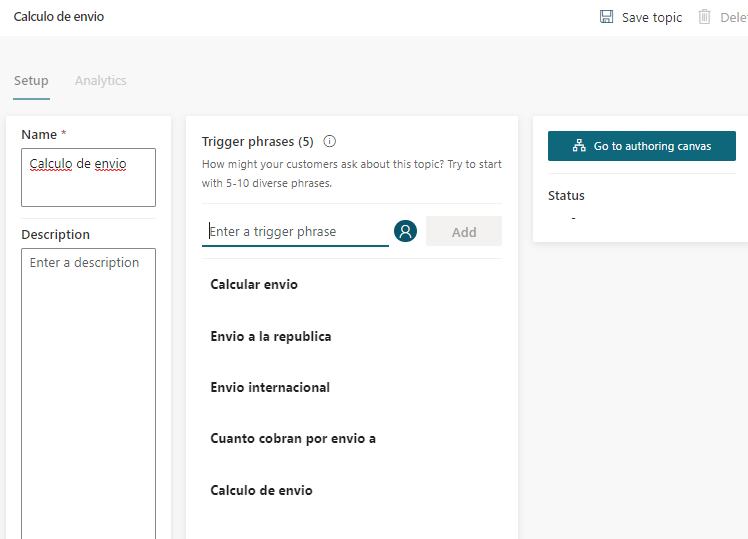 Calculo de envio
Save topic
Dele
Setup
Analytics
Name *
Calculo de envio
Description
Enter a description
Trigger phrases (5)
How might your customers ask about this topic? Try to start
with 5-10 diverse phrases.
Enter a trigger phrase
Add
Calcular envio
Envio a la republica
Envio internacional
Cuanto cobran por envio a
Calculo de envio
Go to authoring canvas
Status
-